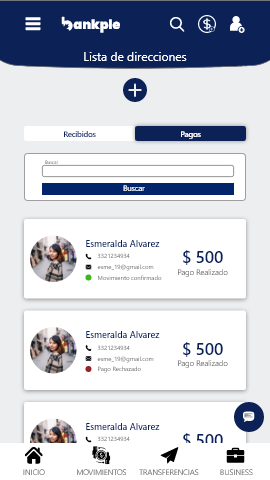 bankple
Lista de direcciones
Recibidos
Pagos
Buscar
Buscar
Esmeralda Alvarez
3321234934
esme_19@gmail.com
Movimiento confirmado
$ 500
Pago Realizado
Esmeralda Alvarez
3321234934
esme_19@gmail.com
Pago Rechazado
$ 500
Pago Realizado
Esmeralda Alvarez
3321234934
$ 500
INICIO
MOVIMIENTOS
TRANSFERENCIAS
BUSINESS